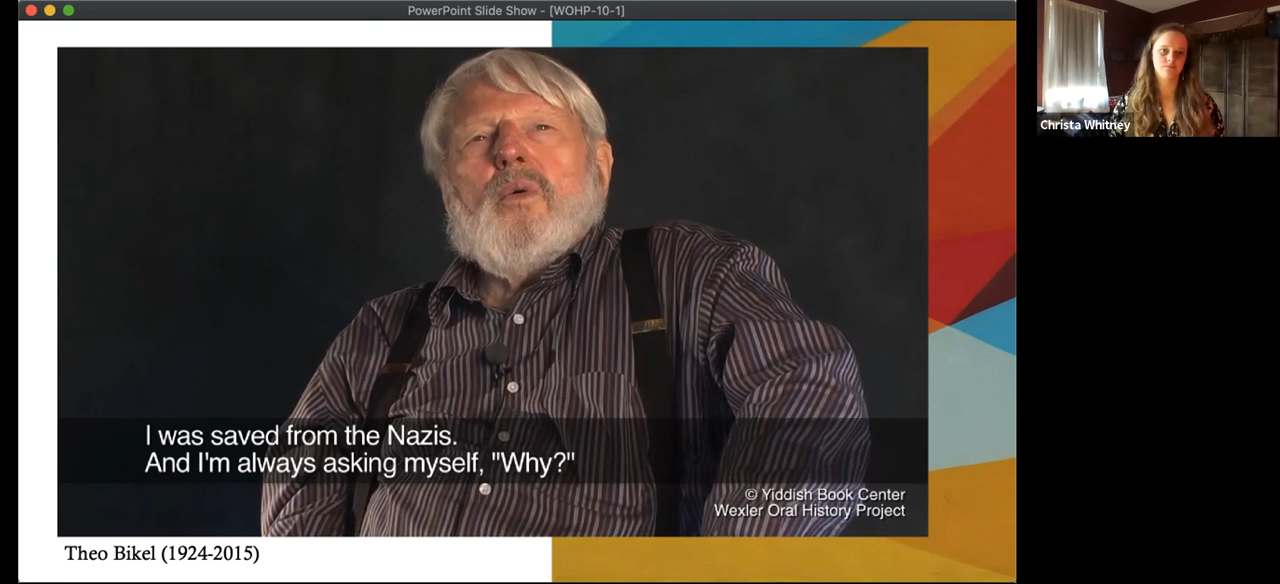 PowerPoint Slide Show - [WOHP-10-1]
Christa Whitney
I was saved from the Nazis.
And I'm always asking myself, "Why?"
© Yiddish Book Center
Wexler Oral History Project
Theo Bikel (1924-2015)